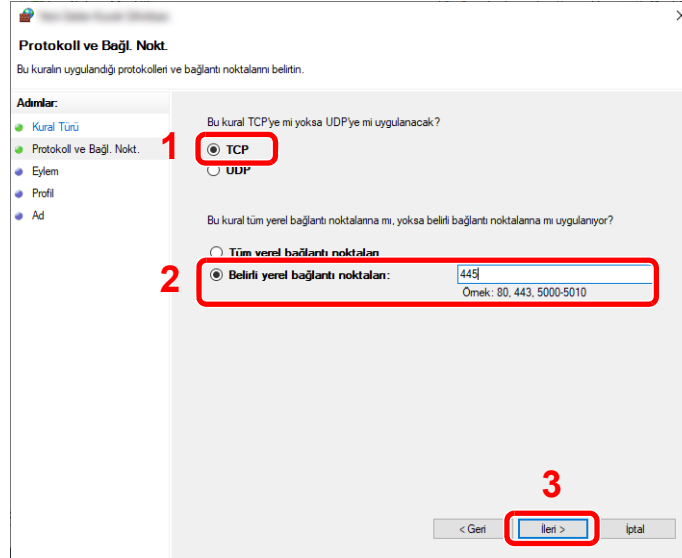 Protokoll ve Bağl. Nokt.
Bu kuralın uygulandığı protokolleri ve bağlantı noktalarını belirtin.
Adımlar:
Kural Türü
Protokoll ve Bağl. Nokt.
Eylem
Profil
Ad
Bu kural TCP'ye mi yoksa UDP'ye mi uygulanacak?
1
TCP
UDP
Bu kural tüm yerel bağlantı noktalarına mı, yoksa belirli bağlantı noktalarına mı uygulanıyor?
Tüm yerel bağlantı noktaları
2
Belirli yerel bağlantı noktaları:
445
Örnek: 80, 443, 5000-5010
3
< Geri
İleri >
İptal